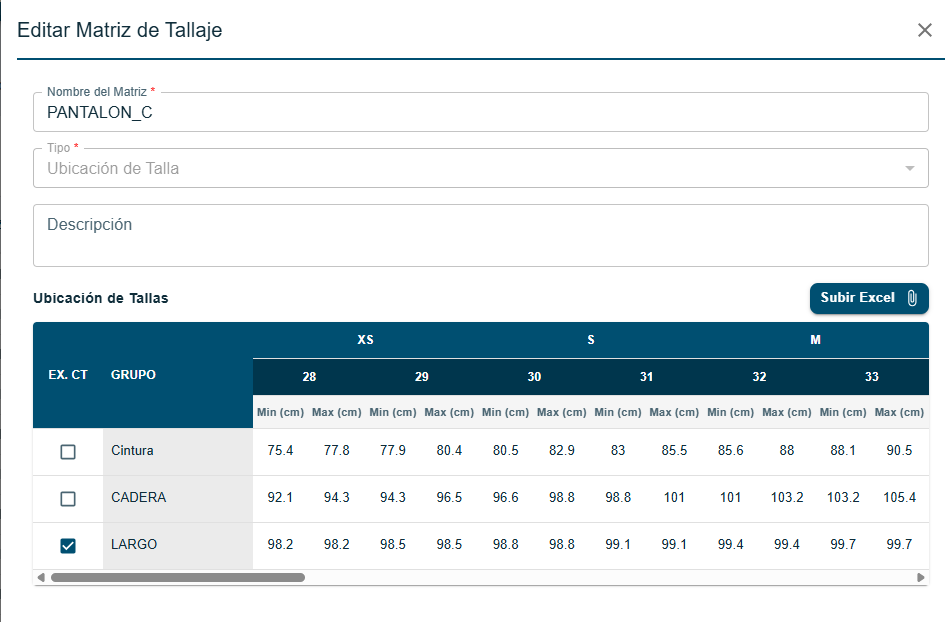 Editar Matriz de Tallaje
Nombre del Matriz *
PANTALON_C
Tipo *
Ubicación de Talla
Descripción
Ubicación de Tallas
Subir Excel
EX. CT GRUPO XS S M
28 29 30 31 32 33
Min (cm) Max (cm) Min (cm) Max (cm) Min (cm) Max (cm) Min (cm) Max (cm) Min (cm) Max (cm) Min (cm) Max (cm)
Cintura 75.4 77.8 77.9 80.4 80.5 82.9 83 85.5 85.6 88 88.1 90.5
CADERA 92.1 94.3 94.3 96.5 96.6 98.8 98.8 101 101 103.2 103.2 105.4
LARGO 98.2 98.2 98.5 98.5 98.8 98.8 99.1 99.1 99.4 99.4 99.7 99.7